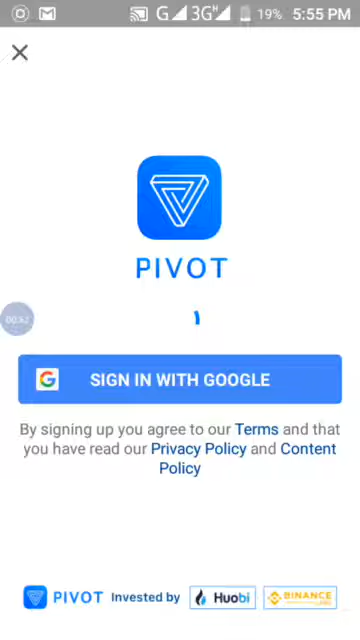 G 3G H 19% 5:55 PM
PIVOT
SIGN IN WITH GOOGLE
By signing up you agree to our Terms and that
you have read our Privacy Policy and Content
Policy
PIVOT Invested by Huobi BINANCE